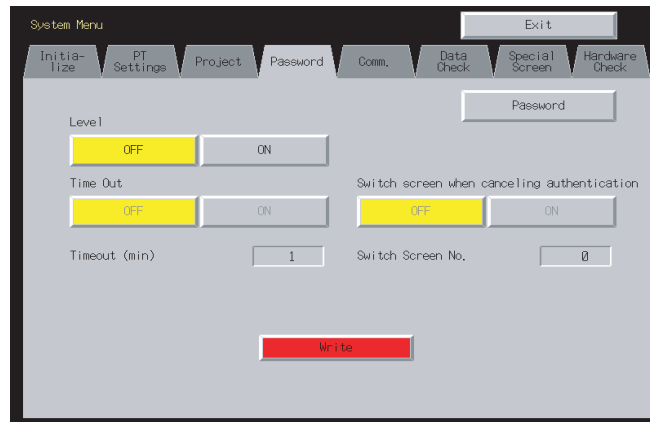 System Menu
Exit
Initia-
lize
PT
Settings
Project
Password
Comm.
Data
Check
Special
Screen
Hardware
Check
Password
Level
OFF ON
Time Out
Switch screen when canceling authentication
OFF ON
OFF ON
Timeout (min) 1
Switch Screen No. 0
Write